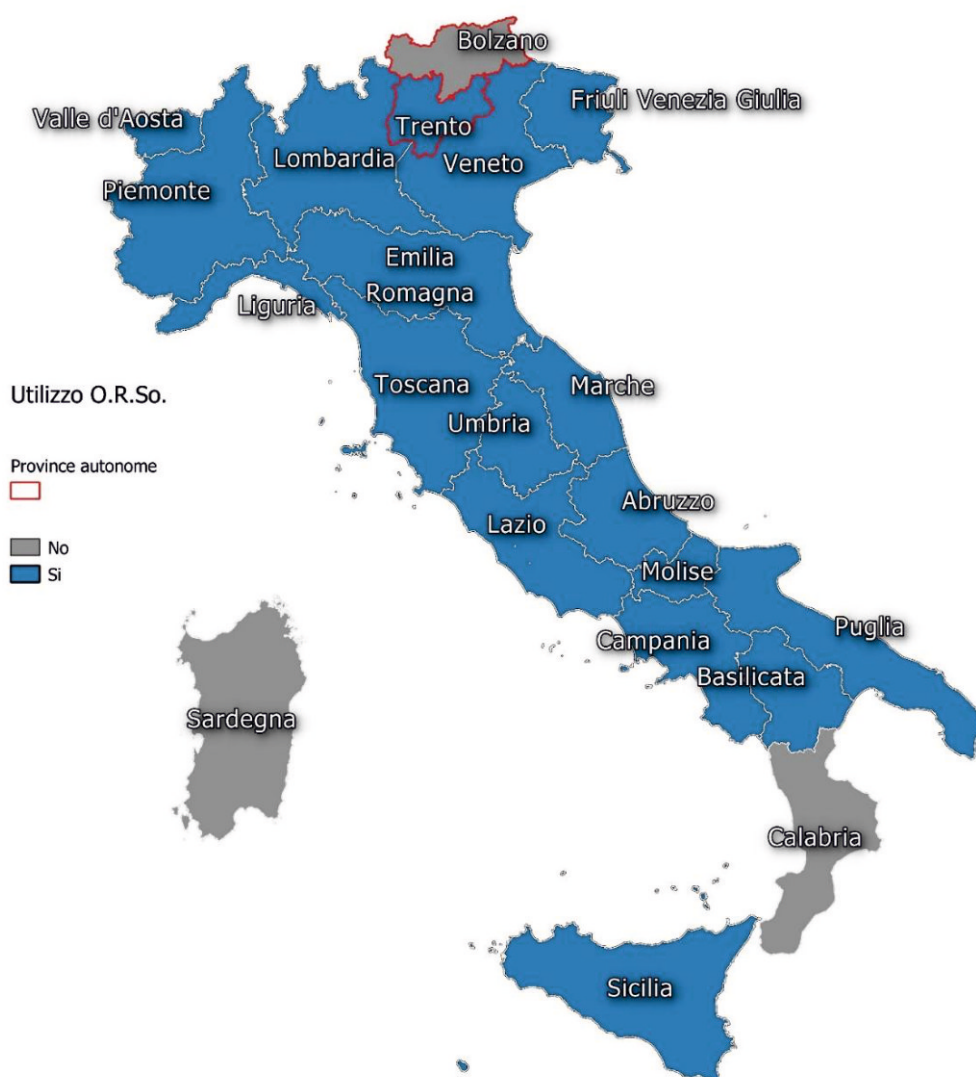 Bolzano
Friuli Venezia Giulia
Valle d'Aosta
Trento
Lombardia
Veneto
Piemonte
Emilia
Romagna
Liguria
Toscana
Marche
Utilizzo O.R.So.
Umbria
Province autonome
Abruzzo
Lazio
No
Si
Molise
Puglia
Campania
Basilicata
Sardegna
Calabria
Sicilia